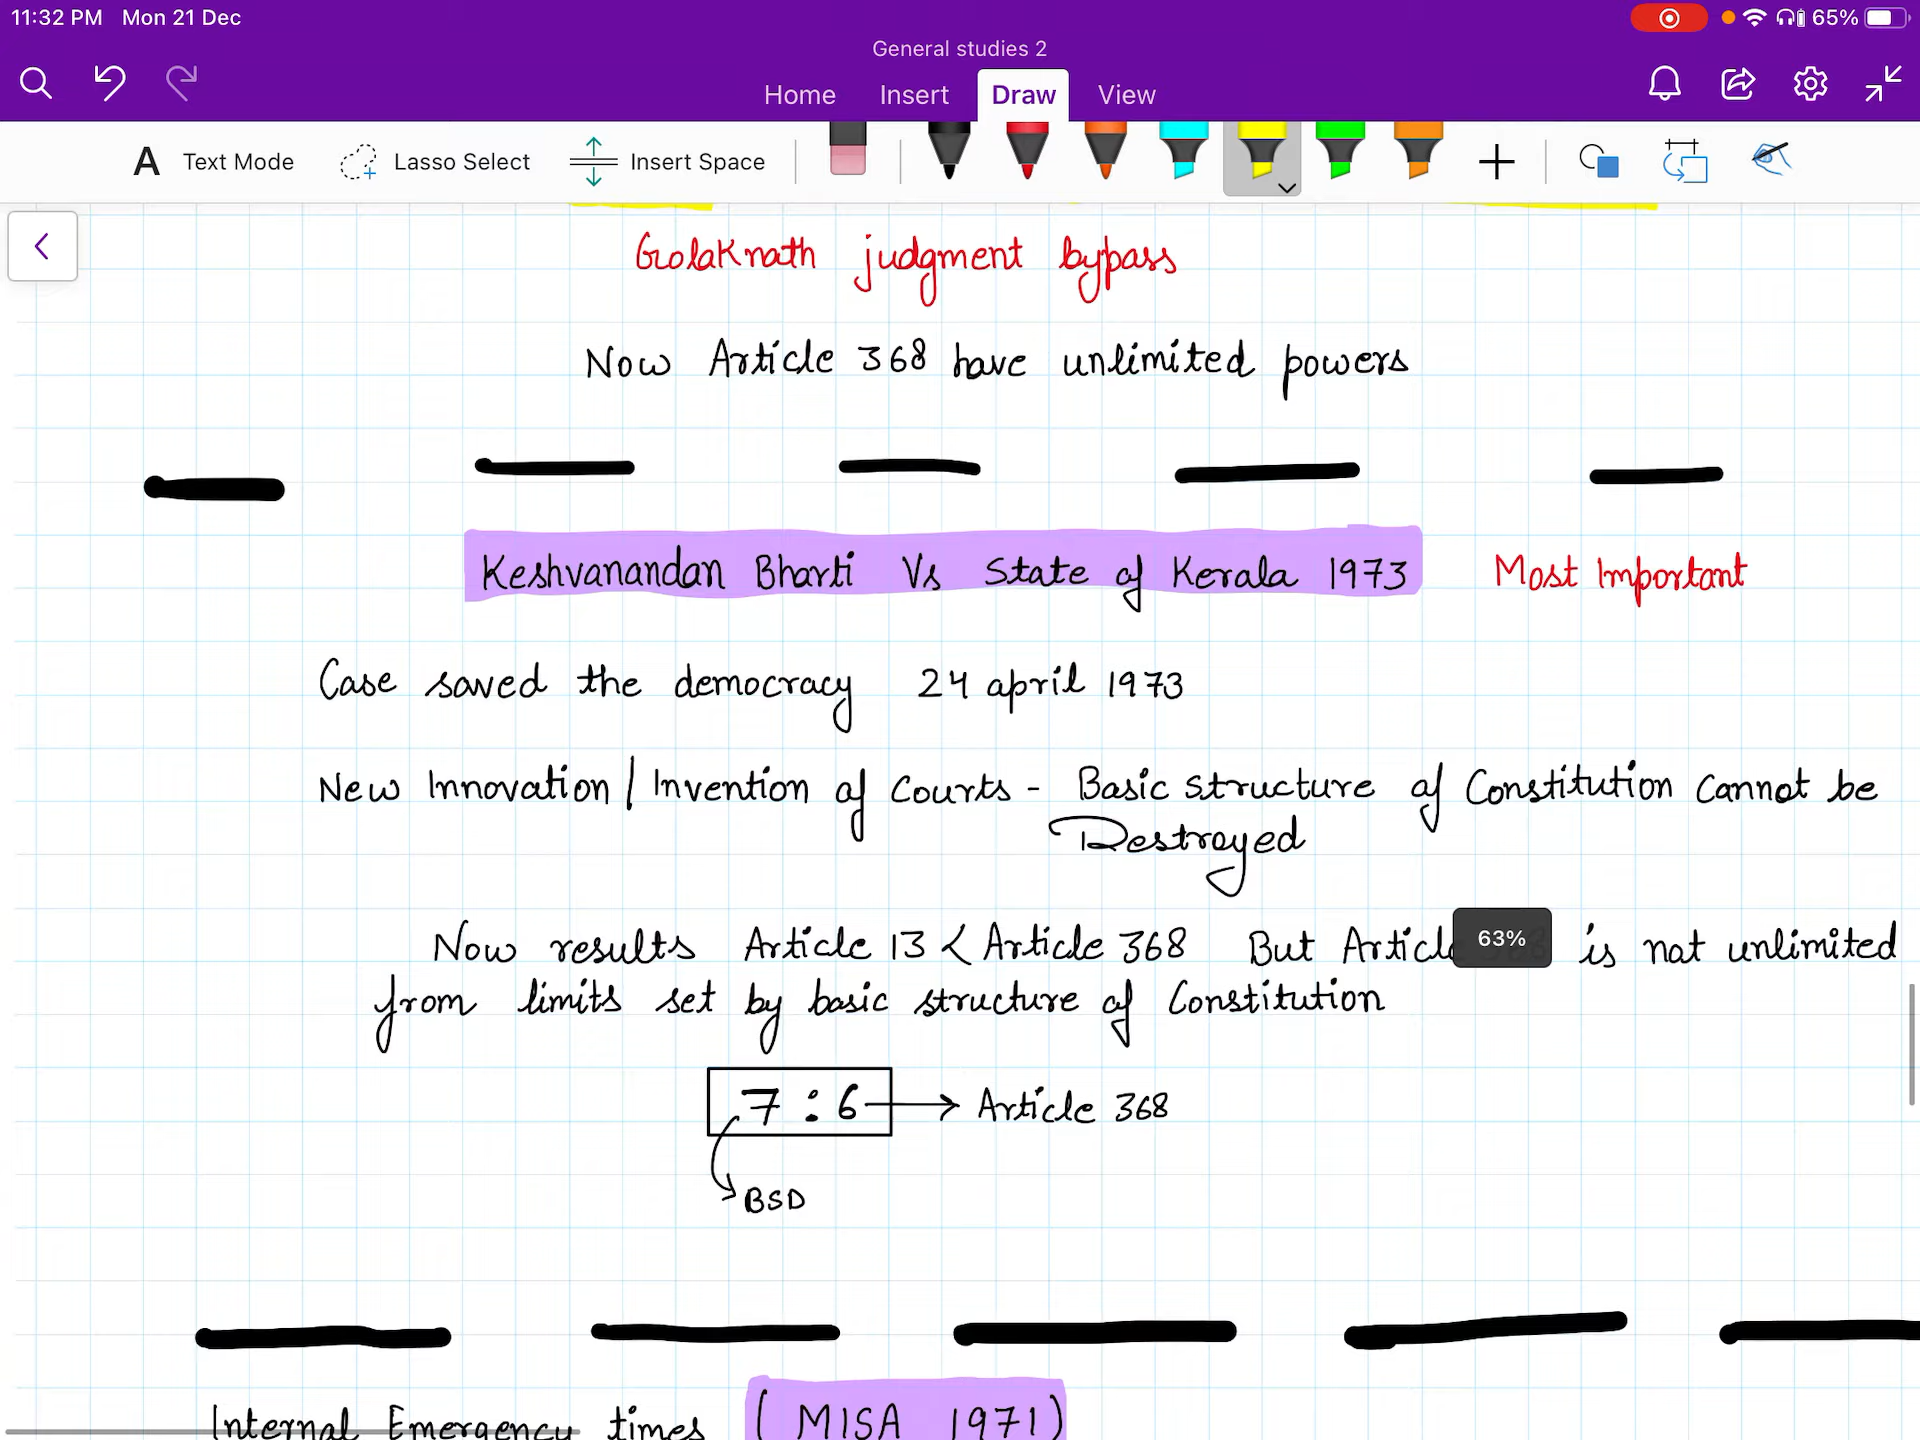 11:32 PM Mon 21 Dec
65%
General studies 2
Home Insert Draw View
A Text Mode Lasso Select Insert Space
Golaknath judgment bypass
Now Article 368 have unlimited powers
Keshvanandan Bharti Vs State of Kerala 1973 Most Important
Case saved the democracy 24 april 1973
New Innovation / Invention of Courts - Basic structure of Constitution cannot be
Destroyed
Now results Article 13 < Article 368 But Article is not unlimited
63%
from limits set by basic structure of Constitution
7 : 6 → Article 368
BSD
Internal Emergency times (MISA 1971)